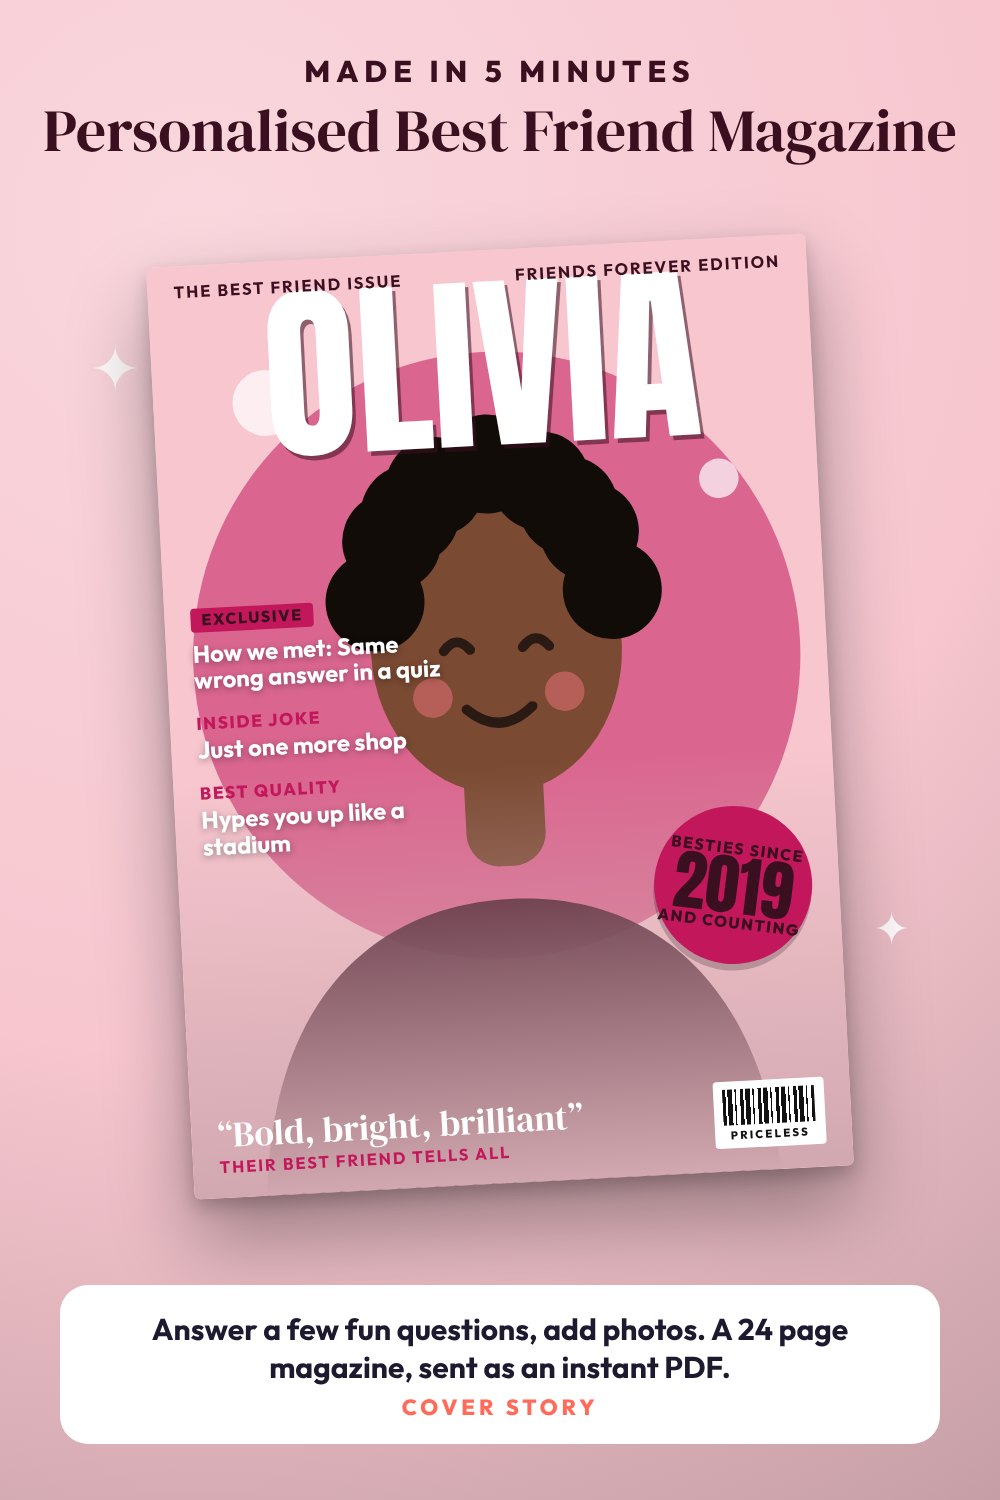 MADE IN 5 MINUTES
Personalised Best Friend Magazine
THE BEST FRIEND ISSUE
FRIENDS FOREVER EDITION
OLIVIA
EXCLUSIVE
How we met: Same
wrong answer in a quiz
INSIDE JOKE
Just one more shop
BEST QUALITY
Hypes you up like a
stadium
BESTIES SINCE
2019
AND COUNTING
“Bold, bright, brilliant”
THEIR BEST FRIEND TELLS ALL
PRICELESS
Answer a few fun questions, add photos. A 24 page
magazine, sent as an instant PDF.
COVER STORY